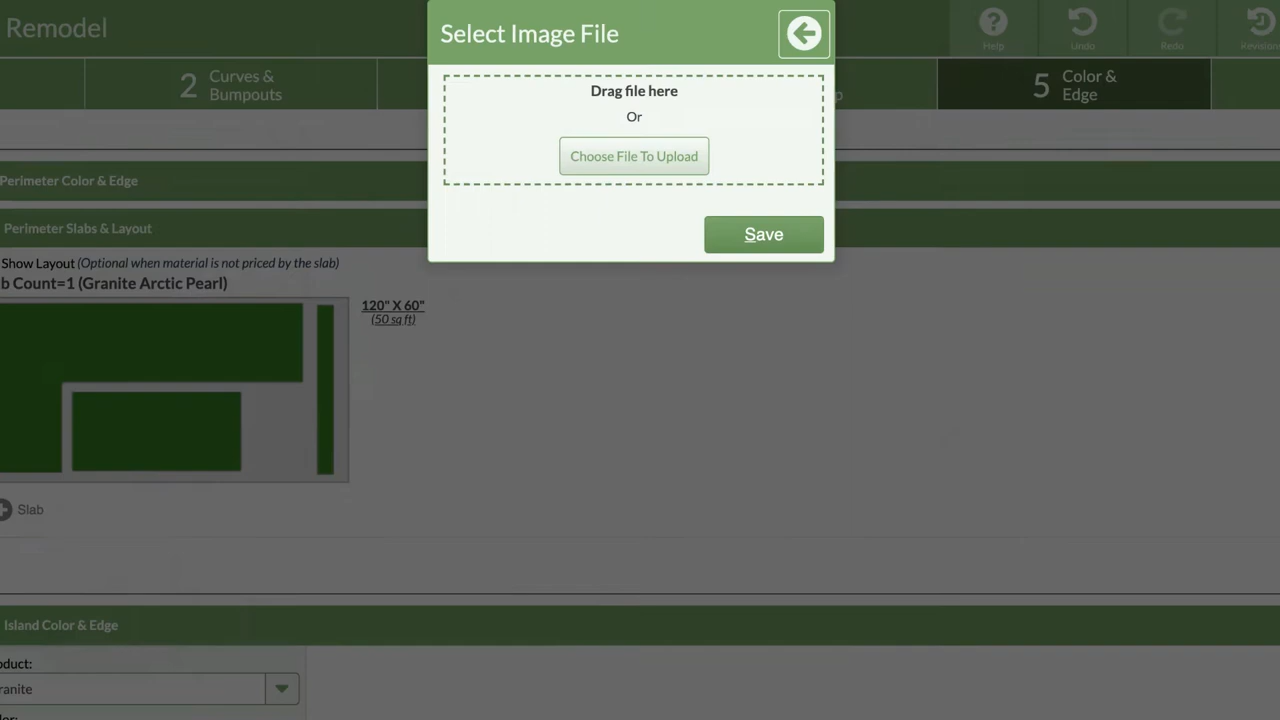 Remodel
Select Image File
Help
Undo
Redo
2 Curves & Bumpouts
5 Color & Edge
Drag file here
Or
Choose File To Upload
Save
Perimeter Color & Edge
Perimeter Slabs & Layout
Show Layout (Optional when material is not priced by the slab)
b Count=1 (Granite Arctic Pearl)
120" X 60"
(50 sq ft)
Slab
Island Color & Edge
oduct:
ranite